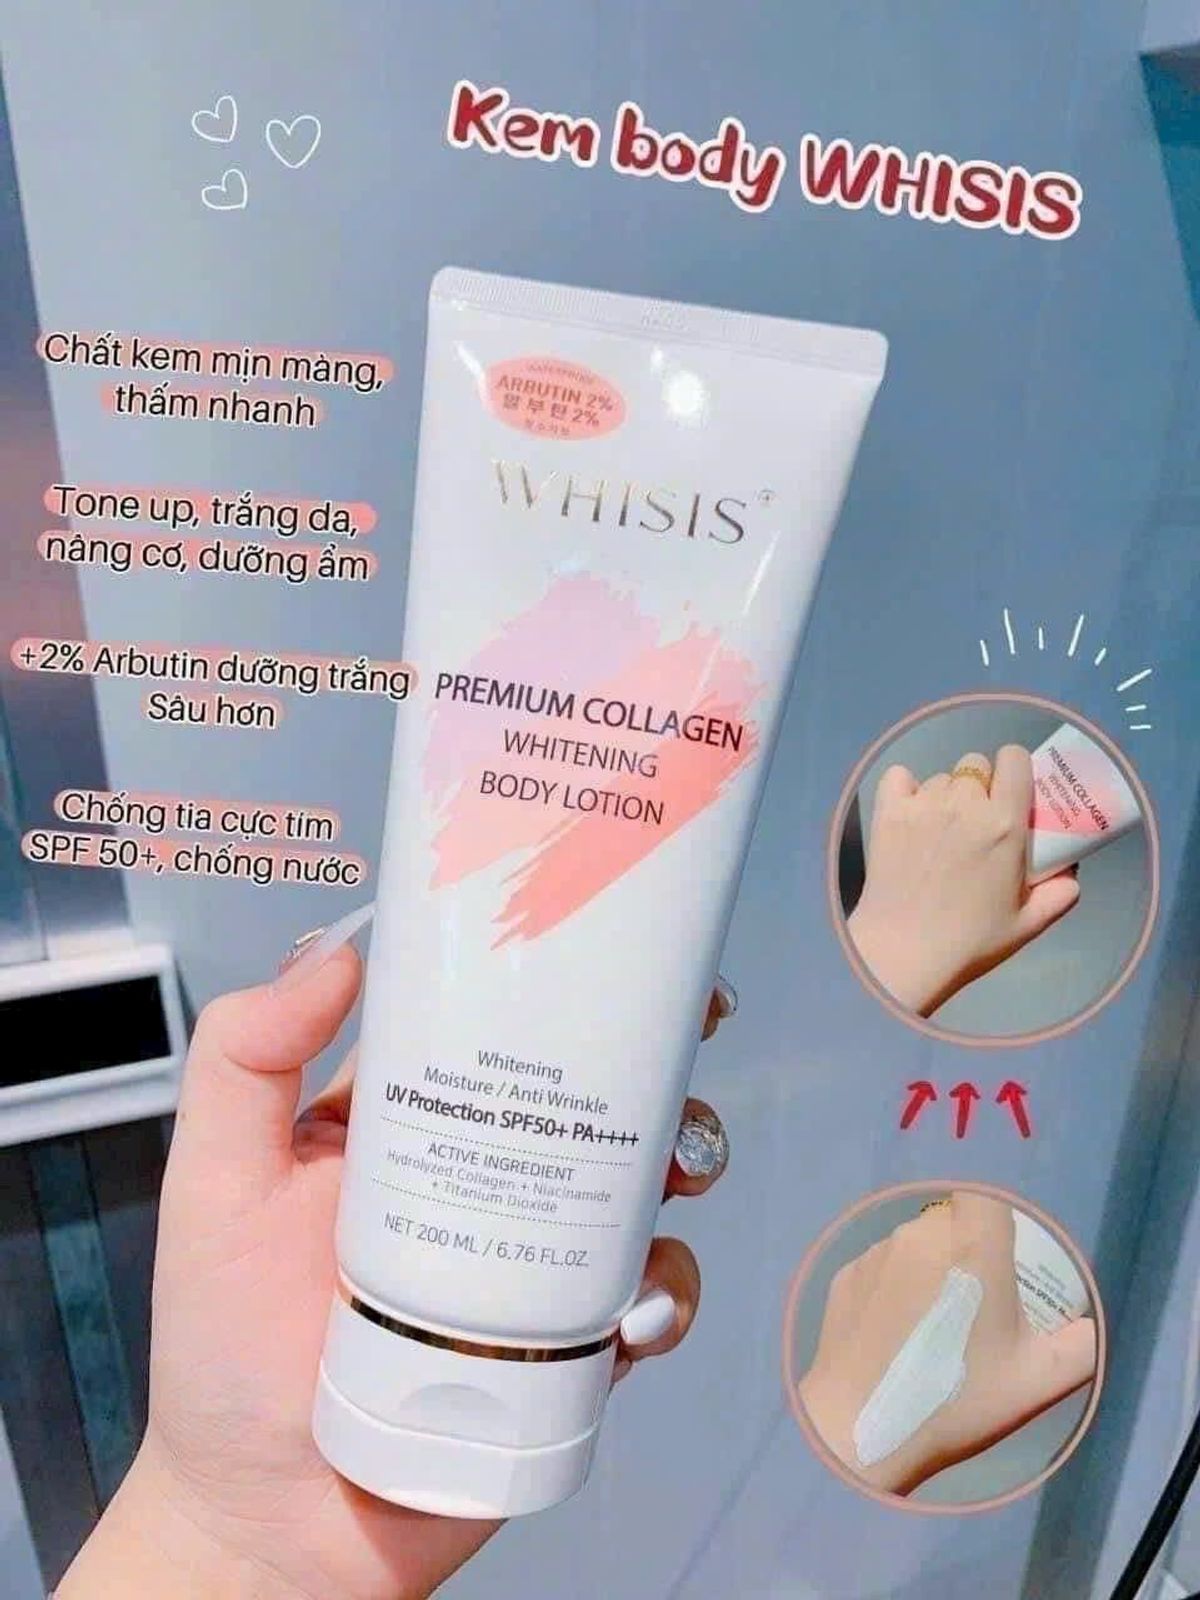 Kem body WHISIS
Chất kem mịn màng,
thấm nhanh
Tone up, trắng da,
nâng cơ, dưỡng ẩm
+2% Arbutin dưỡng trắng
Sâu hơn
Chống tia cực tím
SPF 50+, chống nước
ARBUTIN 2%
알부틴 2%
WHISIS
PREMIUM COLLAGEN
WHITENING
BODY LOTION
Whitening
Moisture / Anti Wrinkle
UV Protection SPF50+ PA++++
ACTIVE INGREDIENT
Hydrolyzed Collagen + Niacinamide
+ Titanium Dioxide
NET 200 ML / 6.76 FL.OZ.
PREMIUM COLLAGEN
WHITENING
BODY LOTION